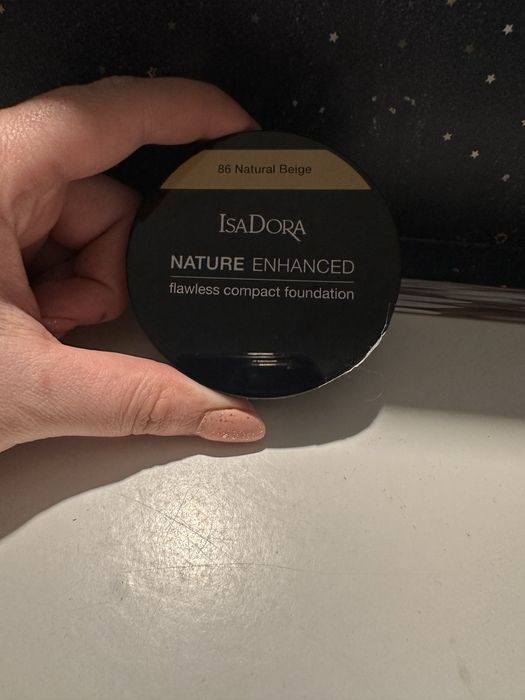 86 Natural Beige
IsaDora
NATURE ENHANCED
flawless compact foundation